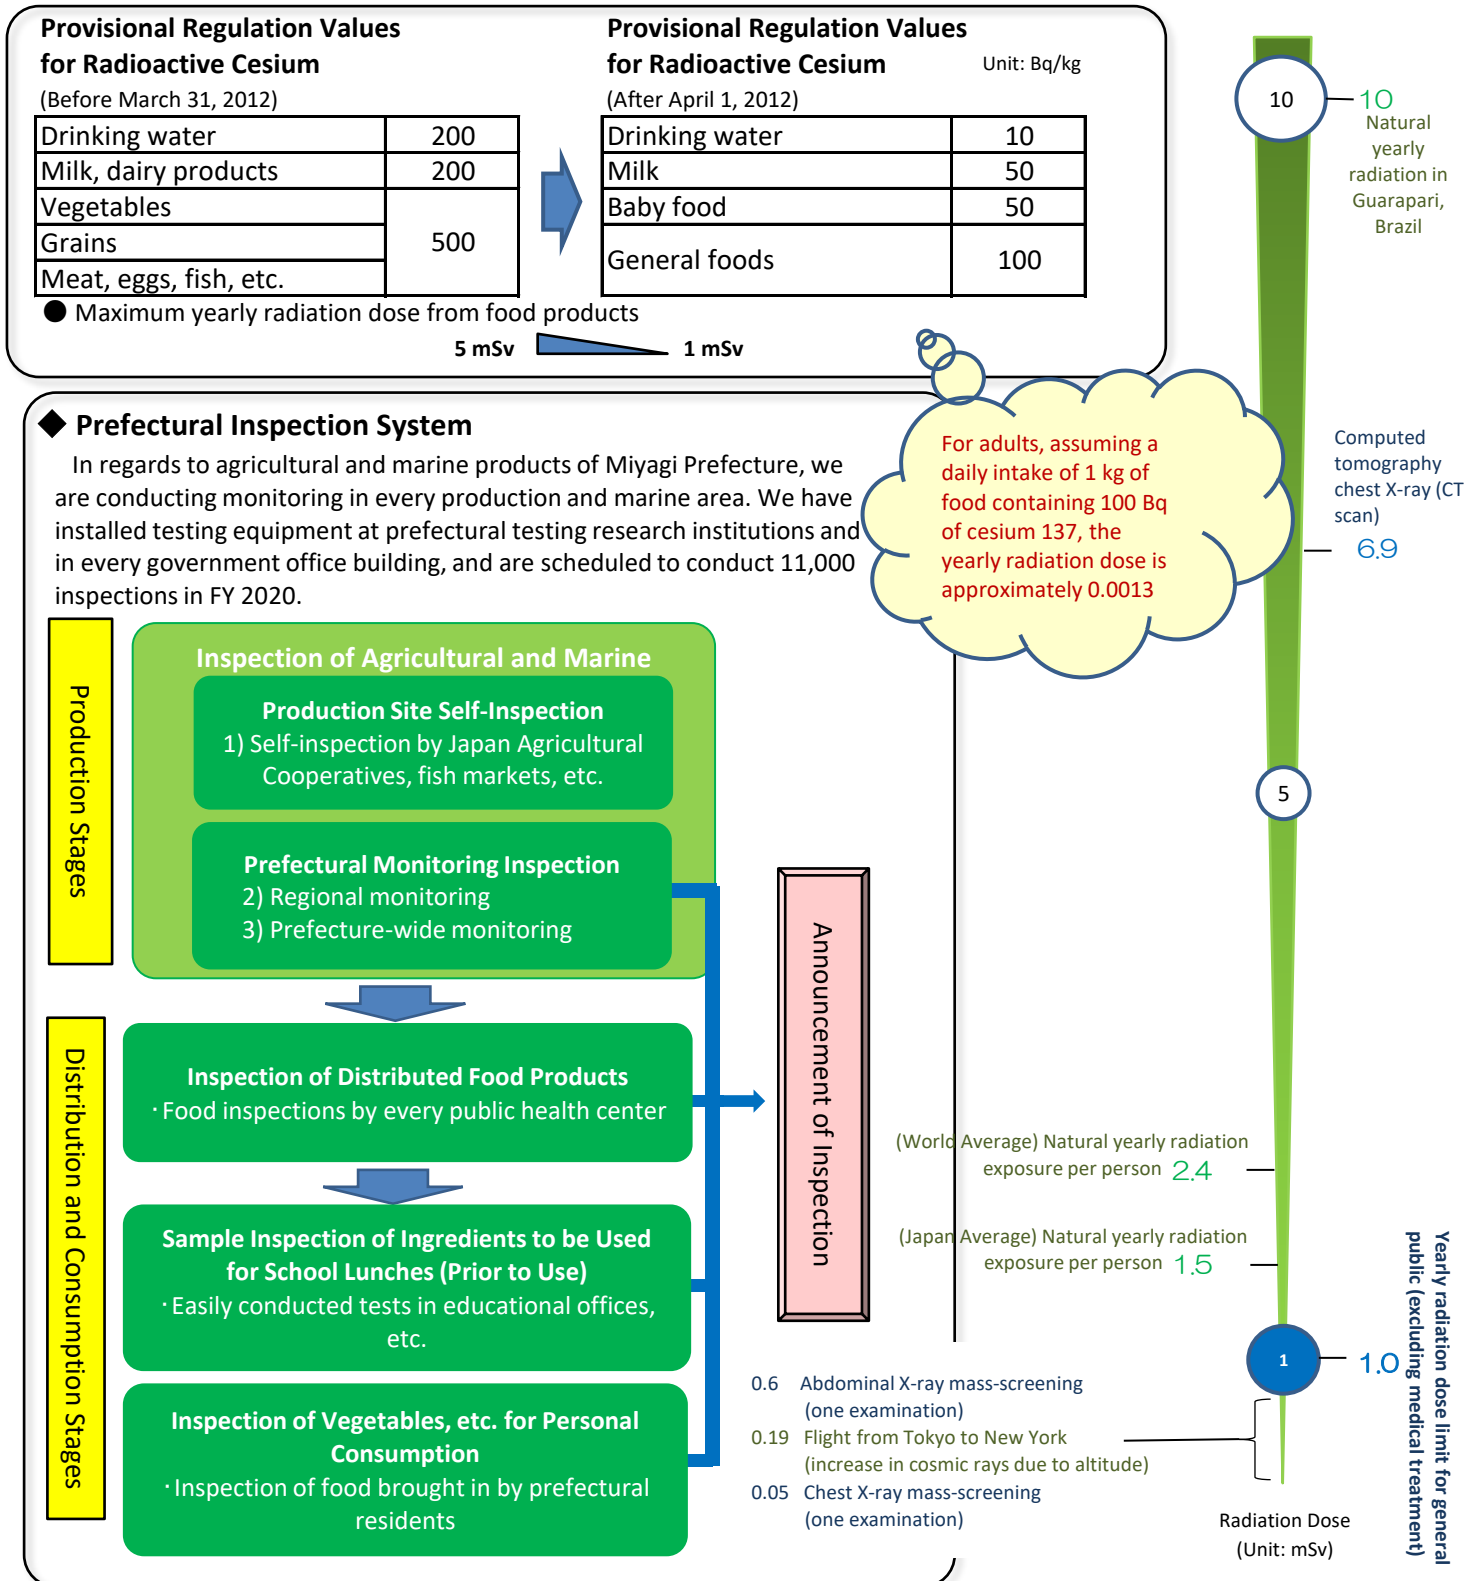 Provisional Regulation Values
for Radioactive Cesium
(Before March 31, 2012)
Drinking water 200
Milk, dairy products 200
Vegetables
Grains
Meat, eggs, fish, etc.
500
Provisional Regulation Values
for Radioactive Cesium Unit: Bq/kg
(After April 1, 2012)
Drinking water 10
Milk 50
Baby food 50
General foods 100
● Maximum yearly radiation dose from food products
5 mSv 1 mSv
◆ Prefectural Inspection System
In regards to agricultural and marine products of Miyagi Prefecture, we
are conducting monitoring in every production and marine area. We have
installed testing equipment at prefectural testing research institutions and
in every government office building, and are scheduled to conduct 11,000
inspections in FY 2020.
Production Stages
Inspection of Agricultural and Marine
Production Site Self-Inspection
1) Self-inspection by Japan Agricultural
Cooperatives, fish markets, etc.
Prefectural Monitoring Inspection
2) Regional monitoring
3) Prefecture-wide monitoring
Distribution and Consumption Stages
Inspection of Distributed Food Products
・Food inspections by every public health center
Sample Inspection of Ingredients to be Used
for School Lunches (Prior to Use)
・Easily conducted tests in educational offices,
etc.
Inspection of Vegetables, etc. for Personal
Consumption
・Inspection of food brought in by prefectural
residents
Announcement of Inspection
For adults, assuming a
daily intake of 1 kg of
food containing 100 Bq
of cesium 137, the
yearly radiation dose is
approximately 0.0013
10
10
Natural
yearly
radiation in
Guarapari,
Brazil
Computed
tomography
chest X-ray (CT
scan)
6.9
5
(World Average) Natural yearly radiation
exposure per person 2.4
(Japan Average) Natural yearly radiation
exposure per person 1.5
1
1.0
Yearly radiation dose limit for general
public (excluding medical treatment)
0.6 Abdominal X-ray mass-screening
(one examination)
0.19 Flight from Tokyo to New York
(increase in cosmic rays due to altitude)
0.05 Chest X-ray mass-screening
(one examination)
Radiation Dose
(Unit: mSv)